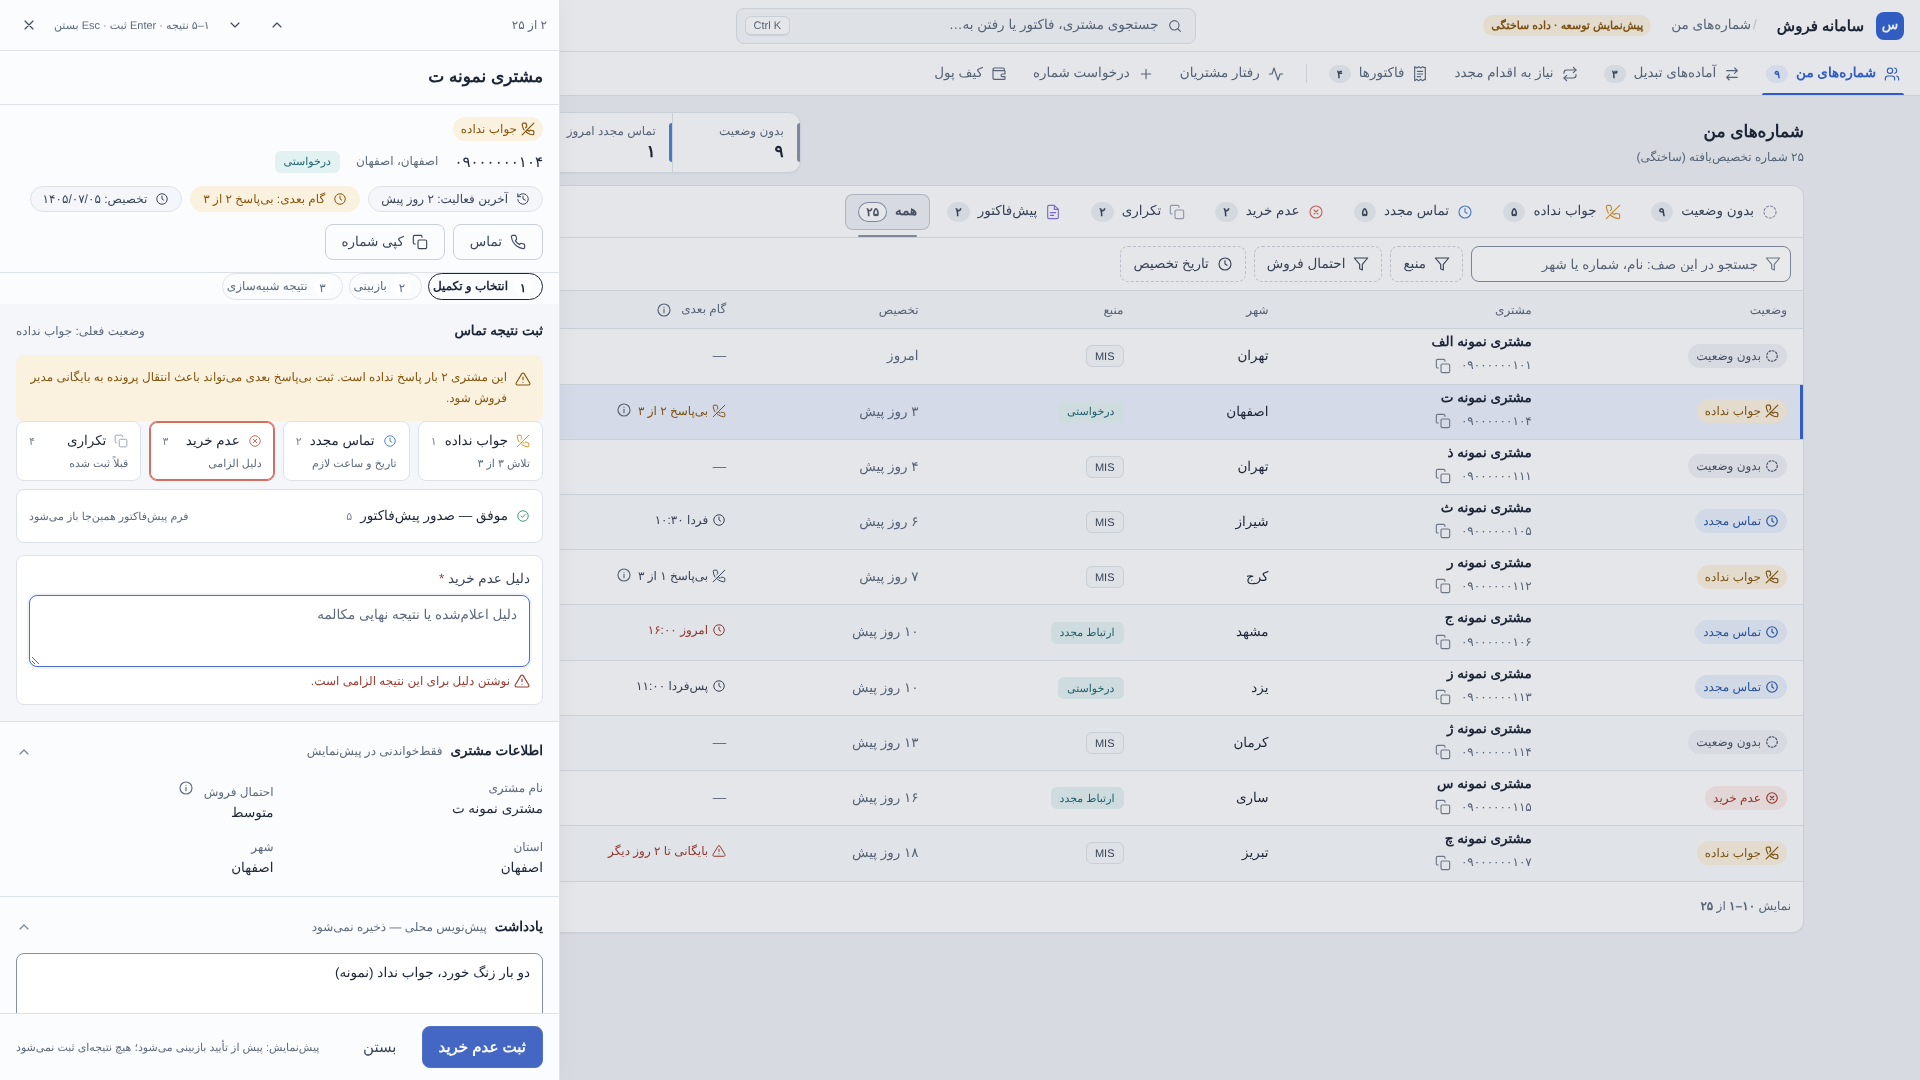 س سامانه فروش / شماره‌های من پیش‌نمایش توسعه · داده ساختگی
جستجوی مشتری، فاکتور یا رفتن به… Ctrl K
شماره‌های من ۹ آماده‌های تبدیل ۳ نیاز به اقدام مجدد فاکتورها ۴ رفتار مشتریان درخواست شماره کیف پول
شماره‌های من
۲۵ شماره تخصیص‌یافته (ساختگی)
بدون وضعیت
۹
تماس مجدد امروز
۱
بدون وضعیت ۹ جواب نداده ۵ تماس مجدد ۵ عدم خرید ۲ تکراری ۲ پیش‌فاکتور ۲ همه ۲۵
جستجو در این صف: نام، شماره یا شهر منبع احتمال فروش تاریخ تخصیص
وضعیت مشتری شهر منبع تخصیص گام بعدی
بدون وضعیت مشتری نمونه الف تهران MIS امروز —
۰۹۰۰۰۰۰۰۱۰۱
جواب نداده مشتری نمونه ت اصفهان درخواستی ۳ روز پیش بی‌پاسخ ۲ از ۳
۰۹۰۰۰۰۰۰۱۰۴
بدون وضعیت مشتری نمونه ذ تهران MIS ۴ روز پیش —
۰۹۰۰۰۰۰۰۱۱۱
تماس مجدد مشتری نمونه ث شیراز MIS ۶ روز پیش فردا ۱۰:۳۰
۰۹۰۰۰۰۰۰۱۰۵
جواب نداده مشتری نمونه ر کرج MIS ۷ روز پیش بی‌پاسخ ۱ از ۳
۰۹۰۰۰۰۰۰۱۱۲
تماس مجدد مشتری نمونه ج مشهد ارتباط مجدد ۱۰ روز پیش امروز ۱۶:۰۰
۰۹۰۰۰۰۰۰۱۰۶
تماس مجدد مشتری نمونه ز یزد درخواستی ۱۰ روز پیش پس‌فردا ۱۱:۰۰
۰۹۰۰۰۰۰۰۱۱۳
بدون وضعیت مشتری نمونه ژ کرمان MIS ۱۳ روز پیش —
۰۹۰۰۰۰۰۰۱۱۴
عدم خرید مشتری نمونه س ساری ارتباط مجدد ۱۶ روز پیش —
۰۹۰۰۰۰۰۰۱۱۵
جواب نداده مشتری نمونه چ تبریز MIS ۱۸ روز پیش بایگانی تا ۲ روز دیگر
۰۹۰۰۰۰۰۰۱۰۷
نمایش ۱–۱۰ از ۲۵
۲ از ۲۵ ۱–۵ نتیجه · Enter ثبت · Esc بستن
مشتری نمونه ت
جواب نداده
۰۹۰۰۰۰۰۰۱۰۴ اصفهان، اصفهان درخواستی
آخرین فعالیت: ۲ روز پیش گام بعدی: بی‌پاسخ ۲ از ۳ تخصیص: ۱۴۰۵/۰۷/۰۵
تماس کپی شماره
۱ انتخاب و تکمیل ۲ بازبینی ۳ نتیجه شبیه‌سازی
ثبت نتیجه تماس وضعیت فعلی: جواب نداده
این مشتری ۲ بار پاسخ نداده است. ثبت بی‌پاسخ بعدی می‌تواند باعث انتقال پرونده به بایگانی مدیر
فروش شود.
جواب نداده ۱ تماس مجدد ۲ عدم خرید ۳ تکراری ۴
تلاش ۳ از ۳ تاریخ و ساعت لازم دلیل الزامی قبلاً ثبت شده
موفق — صدور پیش‌فاکتور ۵ فرم پیش‌فاکتور همین‌جا باز می‌شود
دلیل عدم خرید *
دلیل اعلام‌شده یا نتیجه نهایی مکالمه
نوشتن دلیل برای این نتیجه الزامی است.
اطلاعات مشتری فقط‌خواندنی در پیش‌نمایش
نام مشتری احتمال فروش
مشتری نمونه ت متوسط
استان شهر
اصفهان اصفهان
یادداشت پیش‌نویس محلی — ذخیره نمی‌شود
دو بار زنگ خورد، جواب نداد (نمونه)
ثبت عدم خرید بستن پیش‌نمایش: پیش از تأیید بازبینی می‌شود؛ هیچ نتیجه‌ای ثبت نمی‌شود